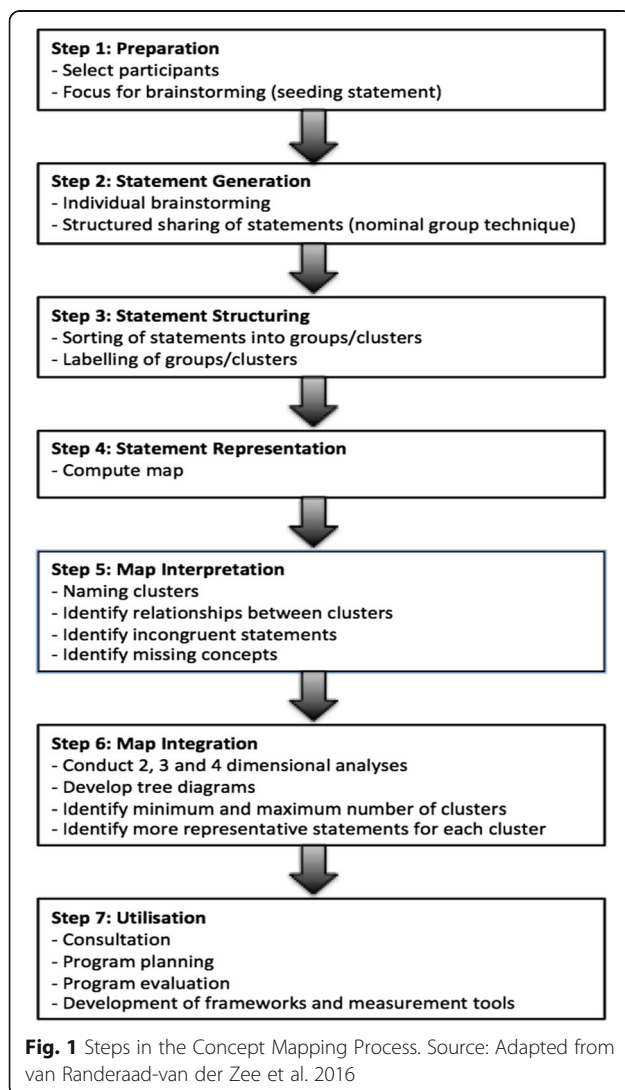 Step 1: Preparation
- Select participants
- Focus for brainstorming (seeding statement)
Step 2: Statement Generation
- Individual brainstorming
- Structured sharing of statements (nominal group technique)
Step 3: Statement Structuring
- Sorting of statements into groups/clusters
- Labelling of groups/clusters
Step 4: Statement Representation
- Compute map
Step 5: Map Interpretation
- Naming clusters
- Identify relationships between clusters
- Identify incongruent statements
- Identify missing concepts
Step 6: Map Integration
- Conduct 2, 3 and 4 dimensional analyses
- Develop tree diagrams
- Identify minimum and maximum number of clusters
- Identify more representative statements for each cluster
Step 7: Utilisation
- Consultation
- Program planning
- Program evaluation
- Development of frameworks and measurement tools
Fig. 1 Steps in the Concept Mapping Process. Source: Adapted from
van Randeraad-van der Zee et al. 2016